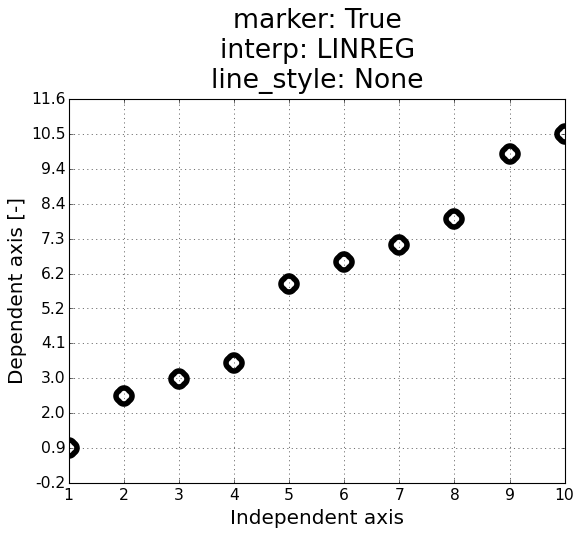 marker: True
interp: LINREG
line_style: None
11.6
10.5
9.4
8.4
7.3
6.2
5.2
4.1
3.0
2.0
0.9
-0.2
Dependent axis [-]
1 2 3 4 5 6 7 8 9 10
Independent axis